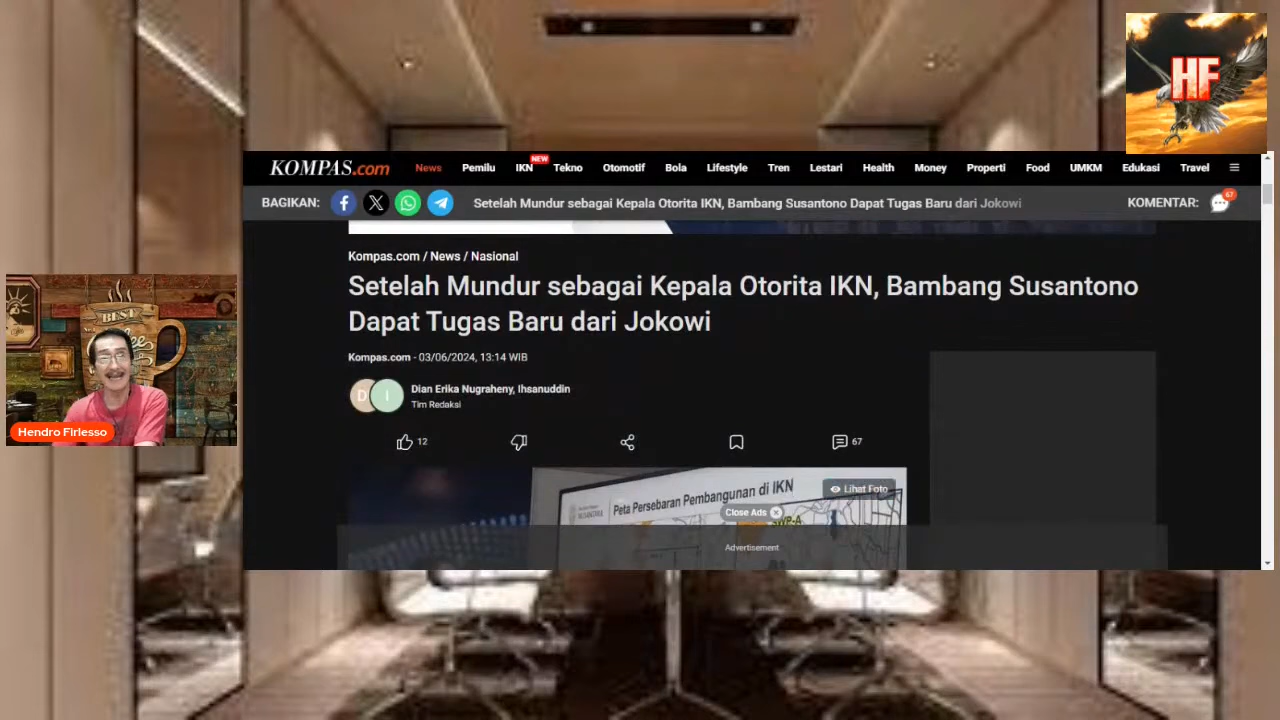 HF
KOMPAS.com News Pemilu IKN NEW Tekno Otomotif Bola Lifestyle Tren Lestari Health Money Properti Food UMKM Edukasi Travel
BAGIKAN: Setelah Mundur sebagai Kepala Otorita IKN, Bambang Susantono Dapat Tugas Baru dari Jokowi KOMENTAR: 67
Kompas.com / News / Nasional
Setelah Mundur sebagai Kepala Otorita IKN, Bambang Susantono
Dapat Tugas Baru dari Jokowi
Kompas.com - 03/06/2024, 13:14 WIB
D I
Dian Erika Nugraheny, Ihsanuddin
Tim Redaksi
12
67
BEST
Hendro Firlesso
Lihat Foto
Peta Persebaran Pembangunan di IKN
NUSANTARA
Close Ads
Advertisement